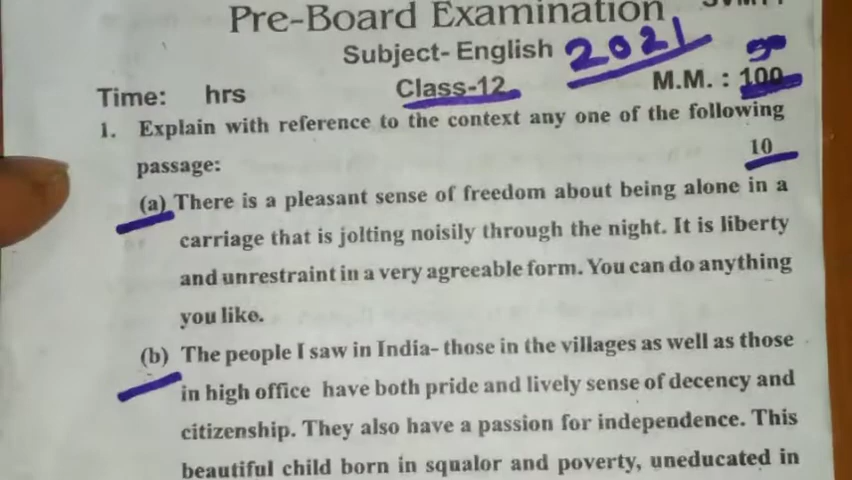 Pre-Board Examination
Subject- English 2021
Time: hrs Class-12 M.M. : 100
1. Explain with reference to the context any one of the following
passage: 10
(a) There is a pleasant sense of freedom about being alone in a
carriage that is jolting noisily through the night. It is liberty
and unrestraint in a very agreeable form. You can do anything
you like.
(b) The people I saw in India- those in the villages as well as those
in high office have both pride and lively sense of decency and
citizenship. They also have a passion for independence. This
beautiful child born in squalor and poverty, uneducated in